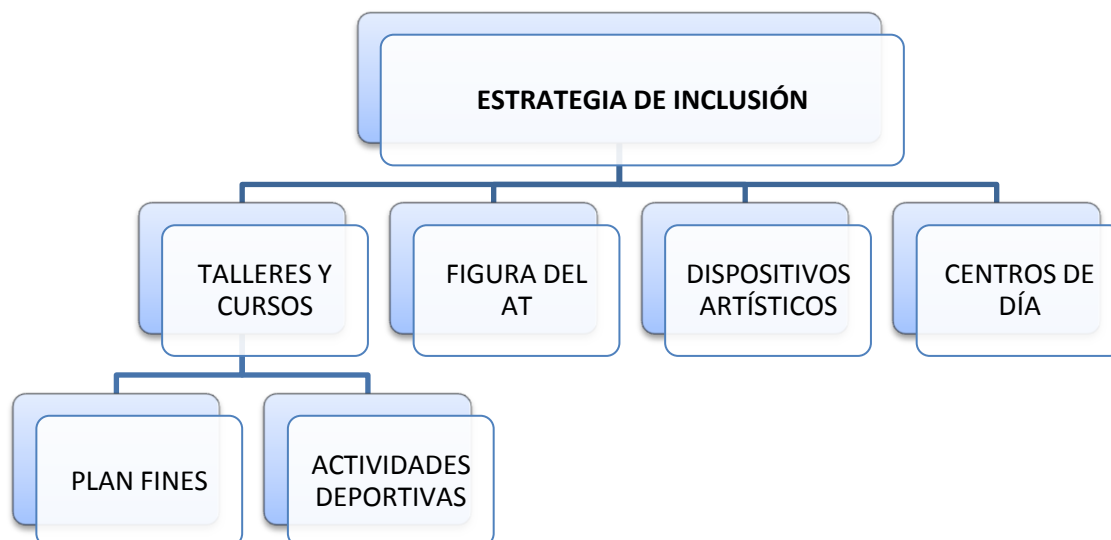 ESTRATEGIA DE INCLUSIÓN
TALLERES Y
CURSOS
FIGURA DEL
AT
DISPOSITIVOS
ARTÍSTICOS
CENTROS DE
DÍA
PLAN FINES
ACTIVIDADES
DEPORTIVAS